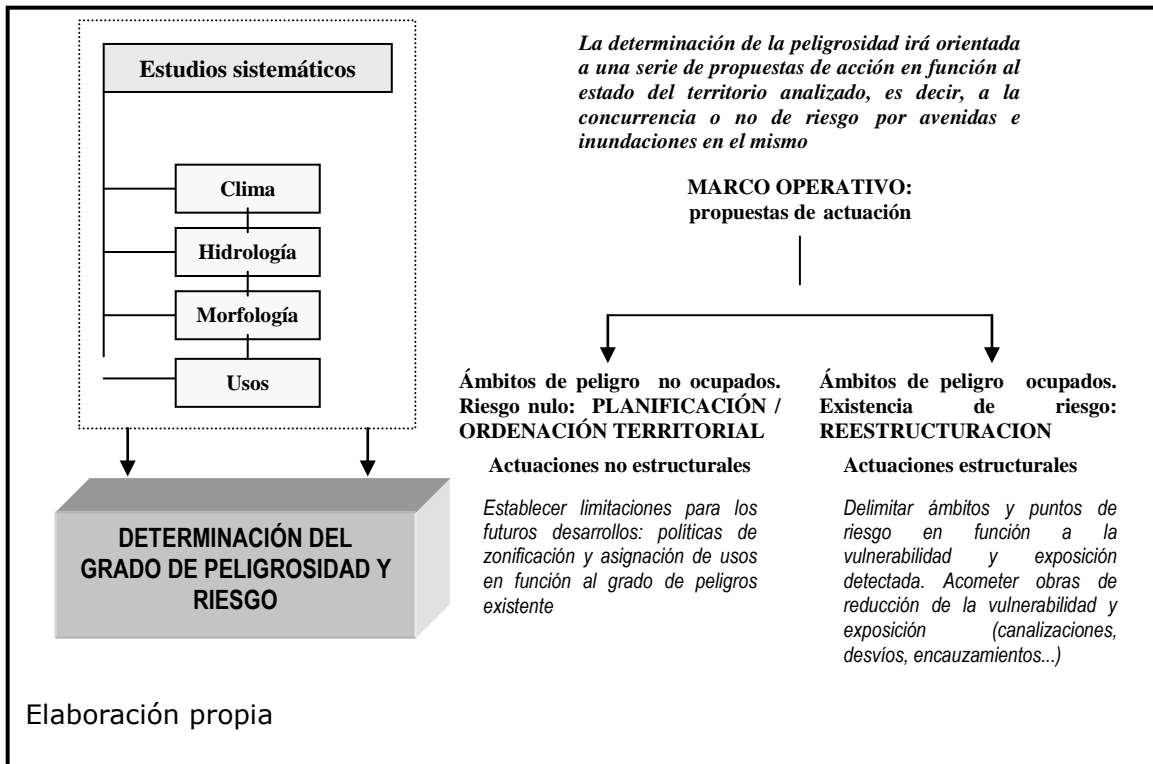 Estudios sistemáticos
Clima
Hidrología
Morfología
Usos
DETERMINACIÓN DEL
GRADO DE PELIGROSIDAD Y
RIESGO
La determinación de la peligrosidad irá orientada
a una serie de propuestas de acción en función al
estado del territorio analizado, es decir, a la
concurrencia o no de riesgo por avenidas e
inundaciones en el mismo
MARCO OPERATIVO:
propuestas de actuación
Ámbitos de peligro no ocupados.
Riesgo nulo: PLANIFICACIÓN /
ORDENACIÓN TERRITORIAL
Actuaciones no estructurales
Establecer limitaciones para los
futuros desarrollos: políticas de
zonificación y asignación de usos
en función al grado de peligros
existente
Ámbitos de peligro ocupados.
Existencia de riesgo:
REESTRUCTURACION
Actuaciones estructurales
Delimitar ámbitos y puntos de
riesgo en función a la
vulnerabilidad y exposición
detectada. Acometer obras de
reducción de la vulnerabilidad y
exposición (canalizaciones,
desvíos, encauzamientos...)
Elaboración propia